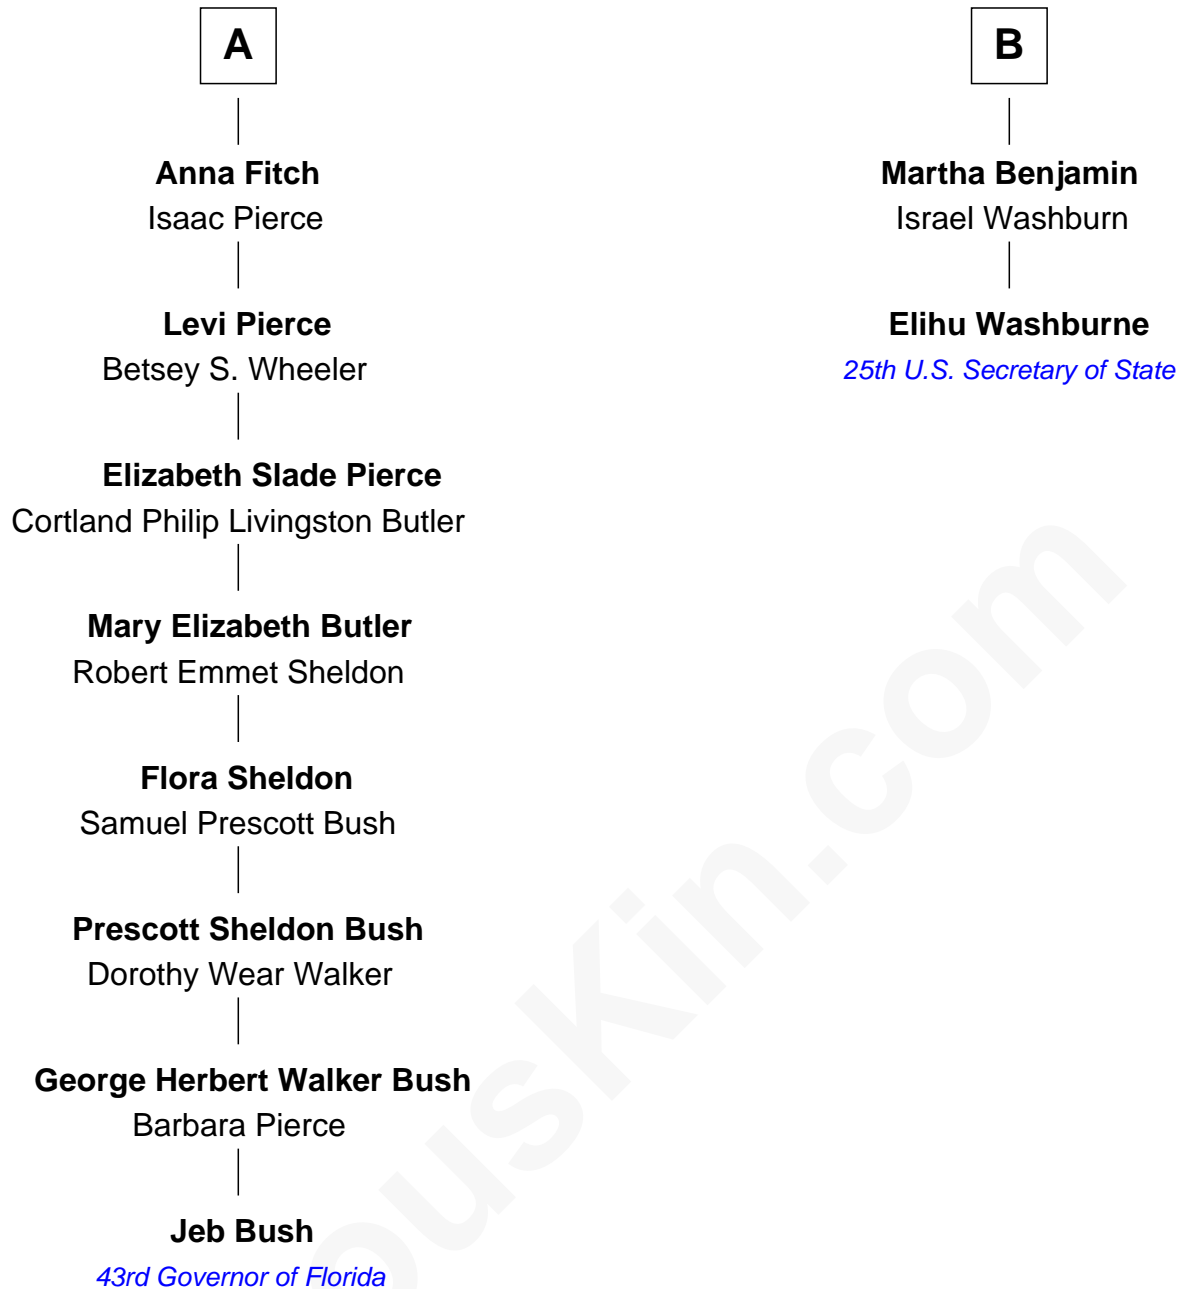 A
Anna Fitch
Isaac Pierce
Levi Pierce
Betsey S. Wheeler
Elizabeth Slade Pierce
Cortland Philip Livingston Butler
Mary Elizabeth Butler
Robert Emmet Sheldon
Flora Sheldon
Samuel Prescott Bush
Prescott Sheldon Bush
Dorothy Wear Walker
George Herbert Walker Bush
Barbara Pierce
Jeb Bush
43rd Governor of Florida
B
Martha Benjamin
Israel Washburn
Elihu Washburne
25th U.S. Secretary of State
ousKin.com